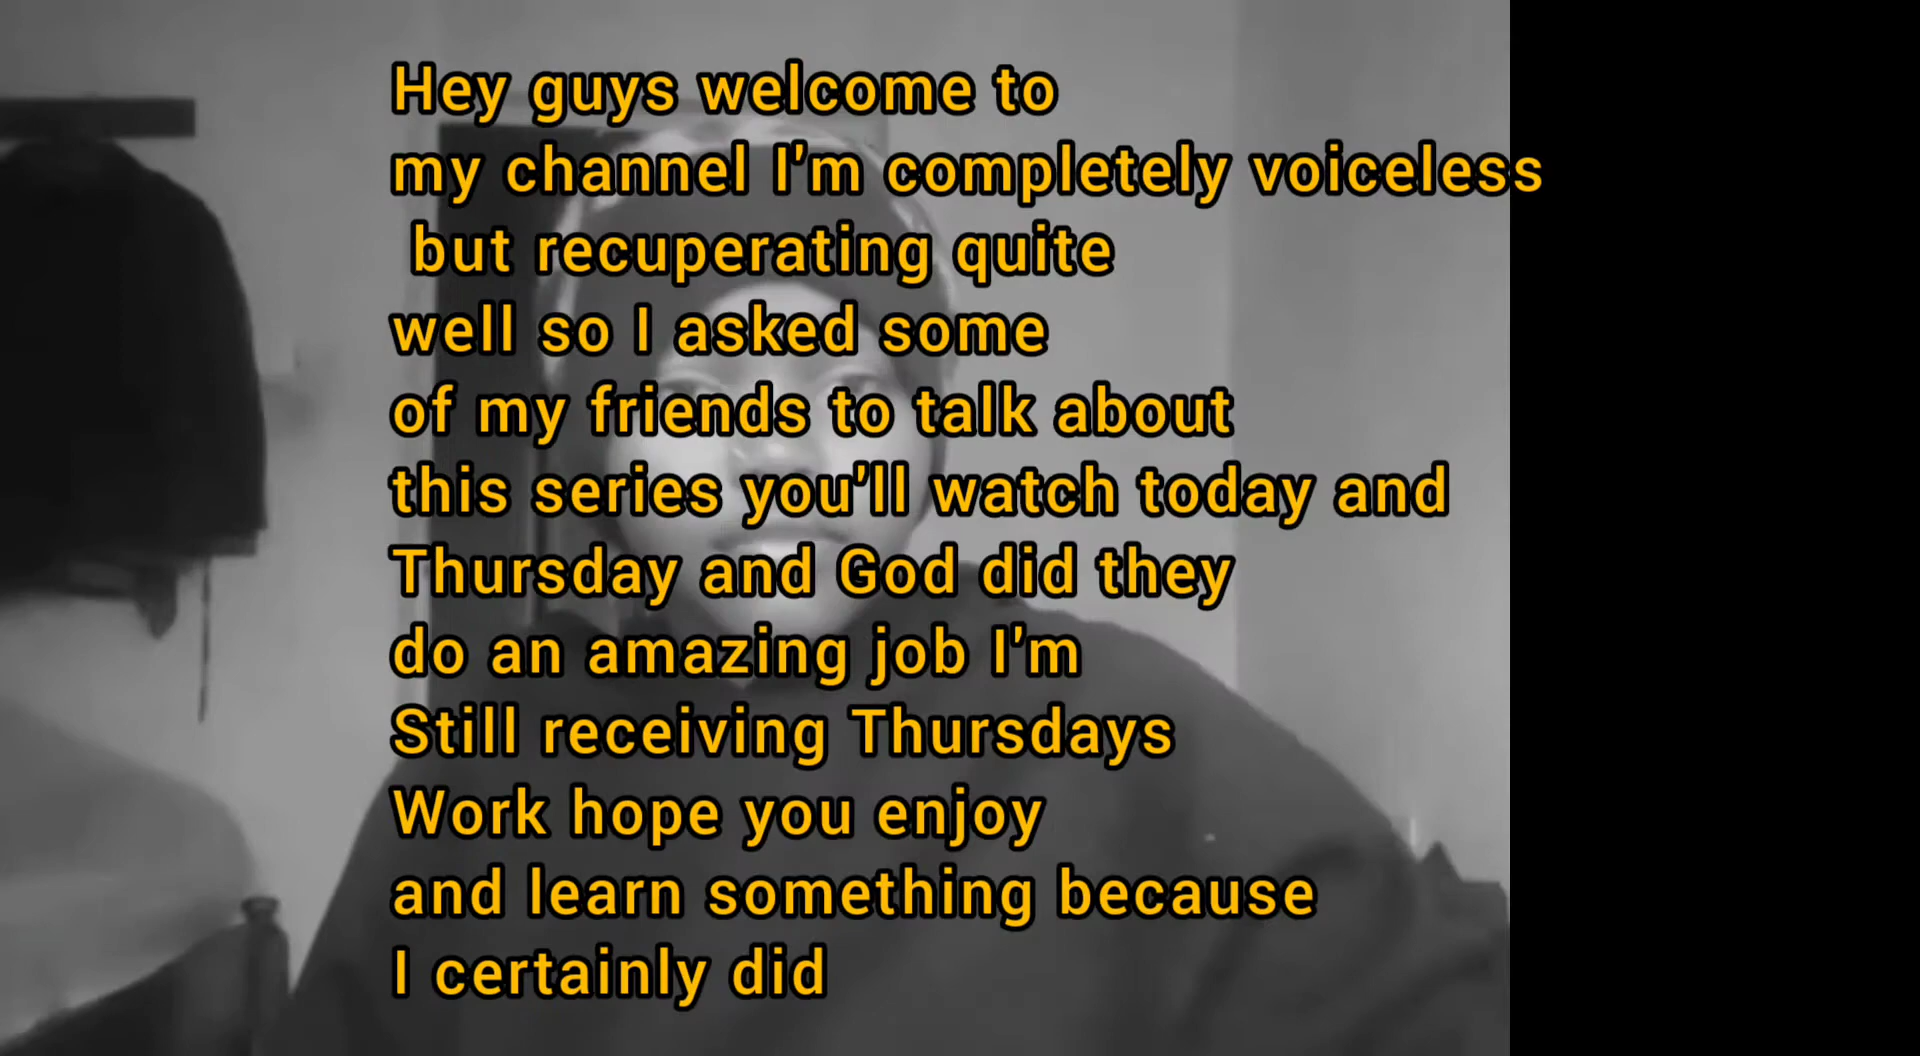 Hey guys welcome to
my channel I'm completely voiceless
but recuperating quite
well so I asked some
of my friends to talk about
this series you'll watch today and
Thursday and God did they
do an amazing job I'm
Still receiving Thursdays
Work hope you enjoy
and learn something because
I certainly did